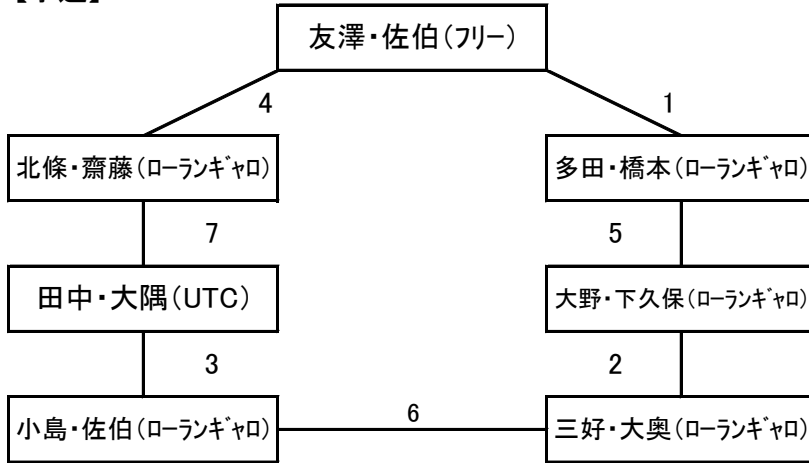 友澤・佐伯(フリー)
4
1
北條・齋藤(ローランギャロ)
多田・橋本(ローランギャロ)
7
5
田中・大隅(UTC)
大野・下久保(ローランギャロ)
3
2
小島・佐伯(ローランギャロ)
6
三好・大奥(ローランギャロ)